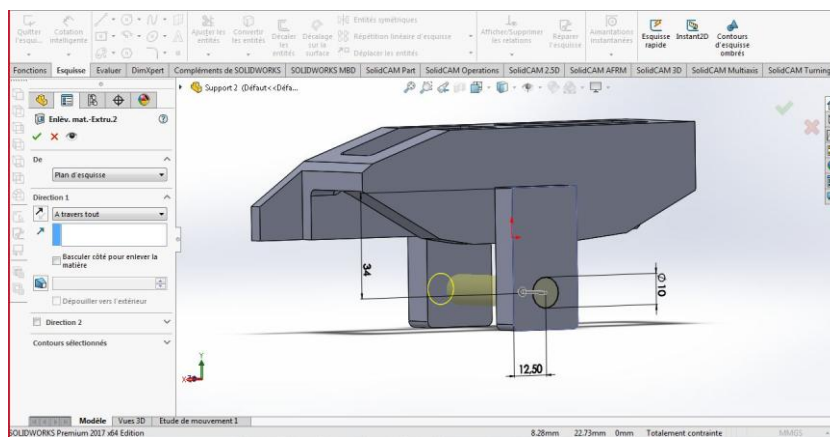 Quitter l'esqui...
Cotation intelligente
Ajuster les entités
Convertir les entités
Décaler les entités
Décalage sur la surface
Entités symétriques
Répétition linéaire d'esquisse
Déplacer les entités
Afficher/Supprimer les relations
Réparer l'esquisse
Aimantations instantanées
Esquisse rapide
Instant2D
Contours d'esquisse ombrés
Fonctions Esquisse Evaluer DimXpert Compléments de SOLIDWORKS SOLIDWORKS MBD SolidCAM Part SolidCAM Operations SolidCAM 2.5D SolidCAM AFRM SolidCAM 3D SolidCAM Multiaxis SolidCAM Turning
Support 2 (Défaut<<Défa...
Enlèv. mat.-Extru.2
De
Plan d'esquisse
Direction 1
A travers tout
Basculer côté pour enlever la matière
Dépouiller vers l'extérieur
Direction 2
Contours sélectionnés
34
Ø10
12.50
Y
X
Modèle Vues 3D Etude de mouvement 1
SOLIDWORKS Premium 2017 x64 Edition
8.28mm 22.73mm 0mm Totalement contrainte MMGS